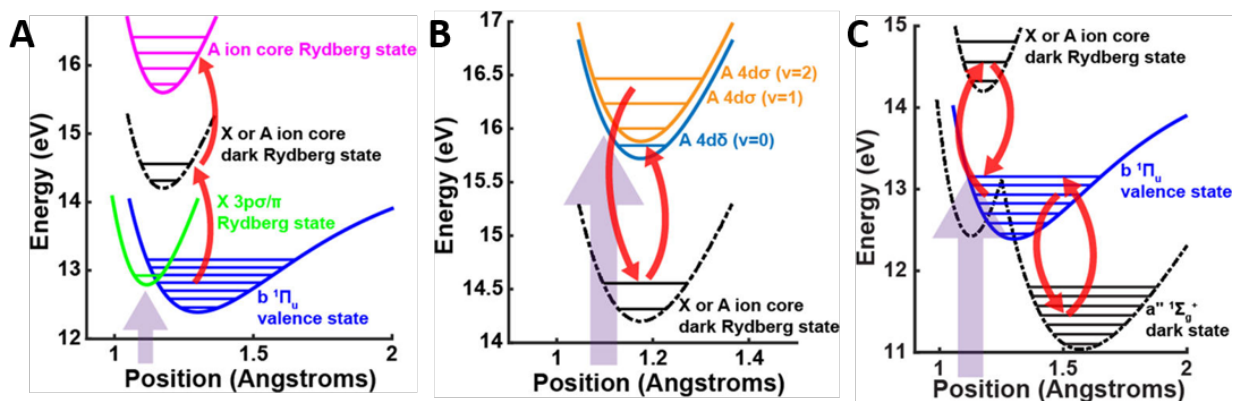 A
Energy (eV)
16
15
14
13
12
1
1.5
2
Position (Angstroms)
A ion core Rydberg state
X or A ion core
dark Rydberg state
X 3pσ/π
Rydberg state
b ¹Πᵤ
valence state
B
Energy (eV)
17
16.5
16
15.5
15
14.5
14
1
1.2
1.4
Position (Angstroms)
A 4dσ (v=2)
A 4dσ (v=1)
A 4dδ (v=0)
X or A ion core
dark Rydberg state
C
Energy (eV)
15
14
13
12
11
1
1.5
2
Position (Angstroms)
X or A ion core
dark Rydberg state
b ¹Πᵤ
valence state
a" ¹Σg⁺
dark state